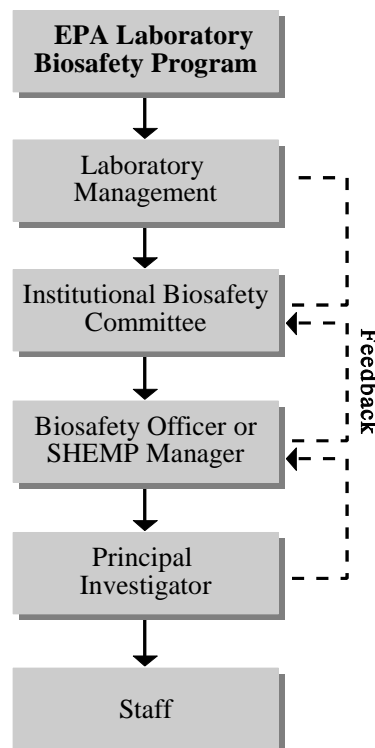 EPA Laboratory
Biosafety Program
Laboratory
Management
Institutional Biosafety
Committee
Feedback
Biosafety Officer or
SHEMP Manager
Principal
Investigator
Staff